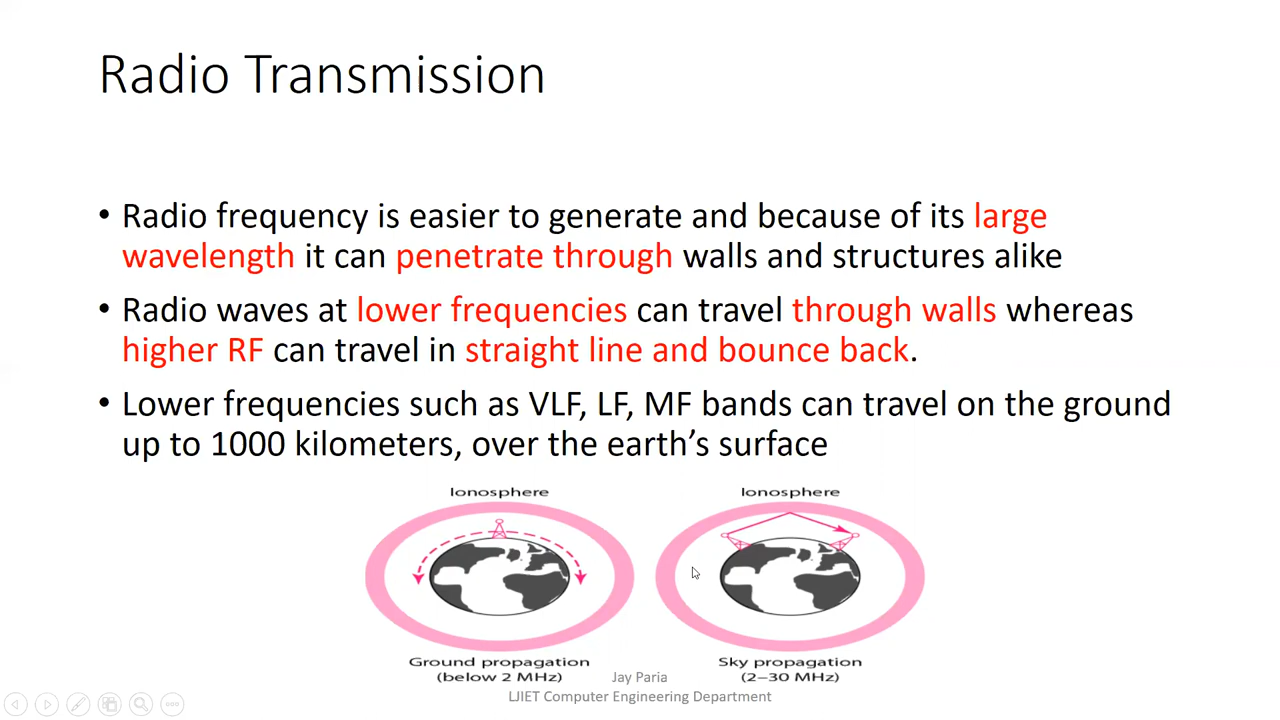 Radio Transmission
• Radio frequency is easier to generate and because of its large
wavelength it can penetrate through walls and structures alike
• Radio waves at lower frequencies can travel through walls whereas
higher RF can travel in straight line and bounce back.
• Lower frequencies such as VLF, LF, MF bands can travel on the ground
up to 1000 kilometers, over the earth’s surface
Ionosphere
Ground propagation
(below 2 MHz)
Ionosphere
Sky propagation
(2–30 MHz)
Jay Paria
LJIET Computer Engineering Department